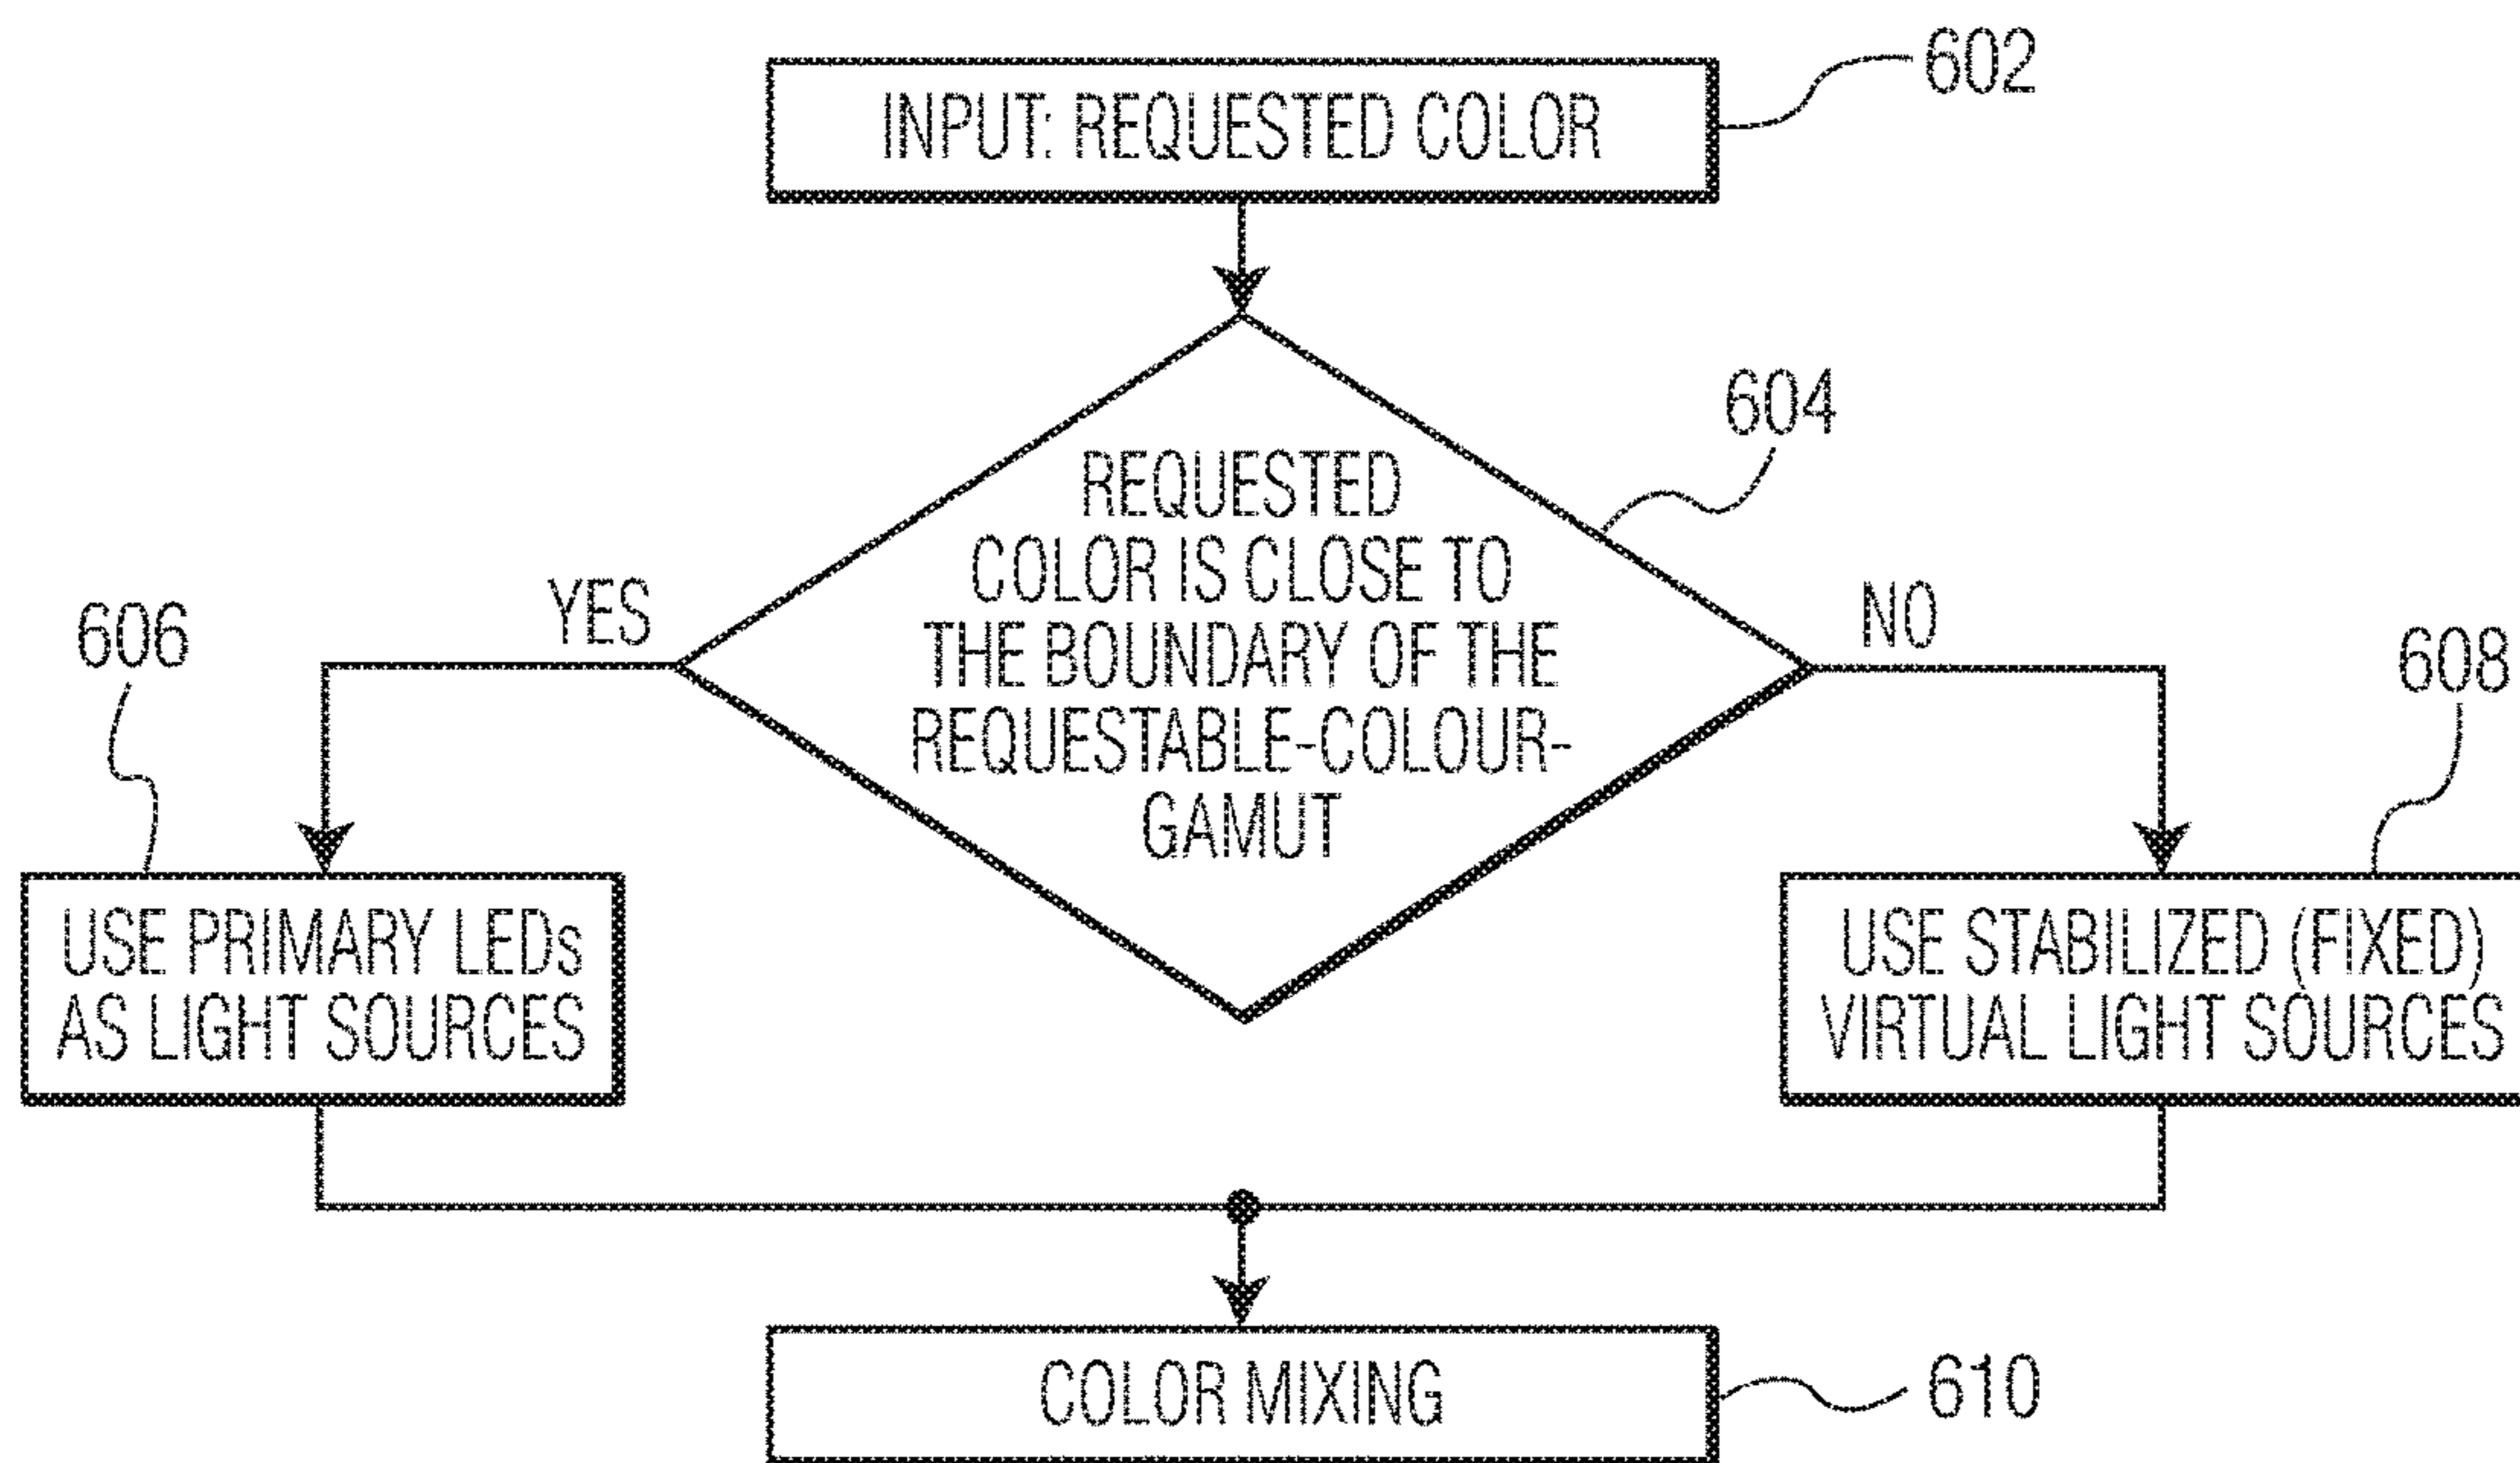 602
INPUT: REQUESTED COLOR
604
REQUESTED
COLOR IS CLOSE TO
THE BOUNDARY OF THE
REQUESTABLE-COLOUR-
GAMUT
YES
NO
606
608
USE PRIMARY LEDs
AS LIGHT SOURCES
USE STABILIZED (FIXED)
VIRTUAL LIGHT SOURCES
COLOR MIXING
610